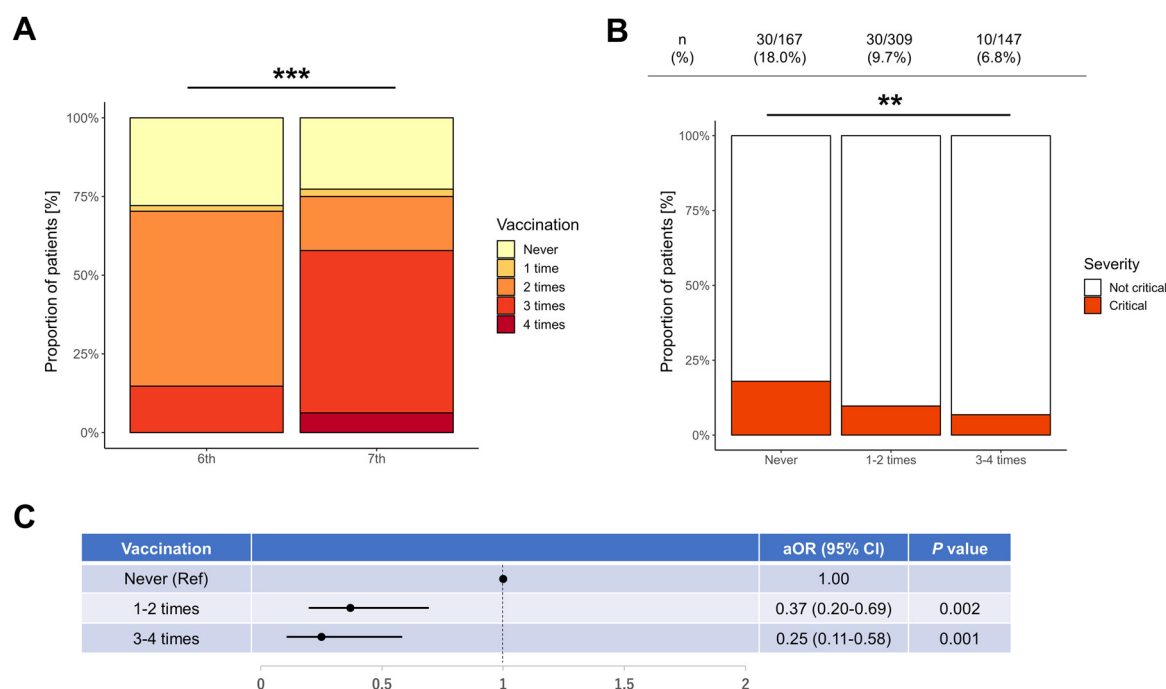 A
***
100%
75%
50%
25%
0%
Proportion of patients [%]
6th
7th
Vaccination
Never
1 time
2 times
3 times
4 times
B
n 30/167 30/309 10/147
(%) (18.0%) (9.7%) (6.8%)
**
100%
75%
50%
25%
0%
Proportion of patients [%]
Never
1-2 times
3-4 times
Severity
Not critical
Critical
C
Vaccination aOR (95% CI) P value
Never (Ref) 1.00
1-2 times 0.37 (0.20-0.69) 0.002
3-4 times 0.25 (0.11-0.58) 0.001
0 0.5 1 1.5 2